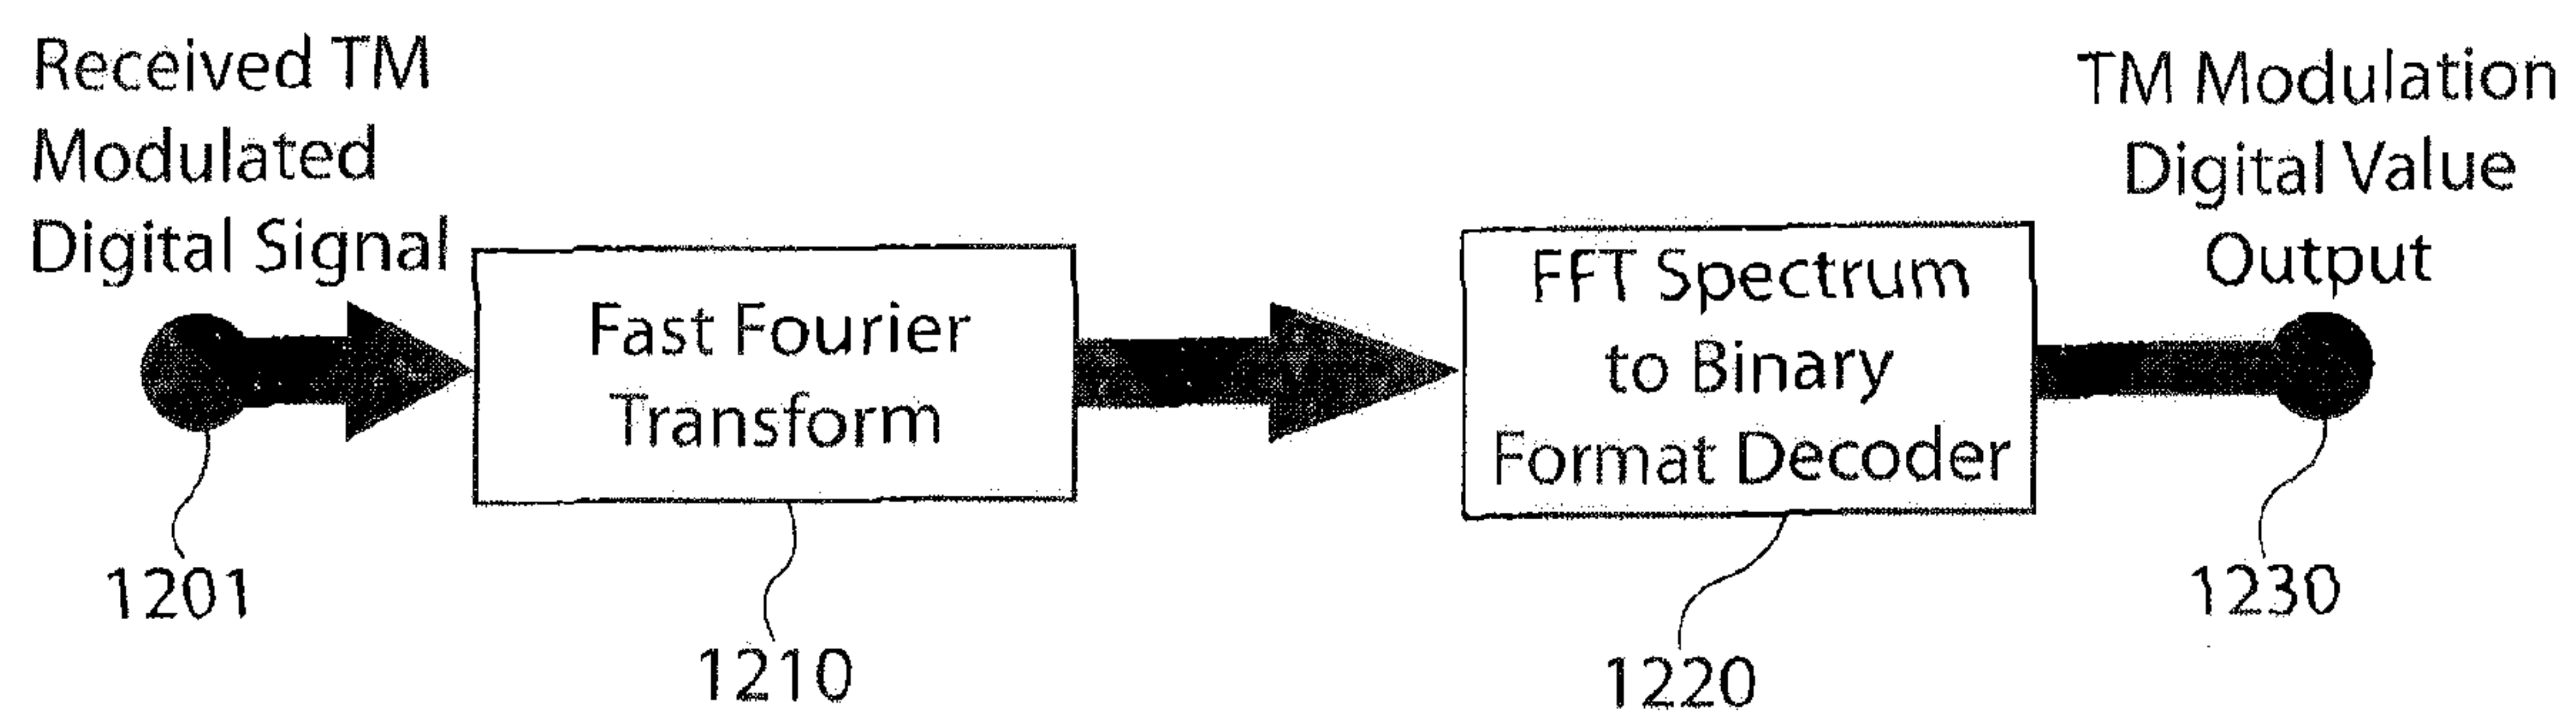 Received TM
Modulated
Digital Signal
Fast Fourier
Transform
FFT Spectrum
to Binary
Format Decoder
TM Modulation
Digital Value
Output
1201
1210
1220
1230